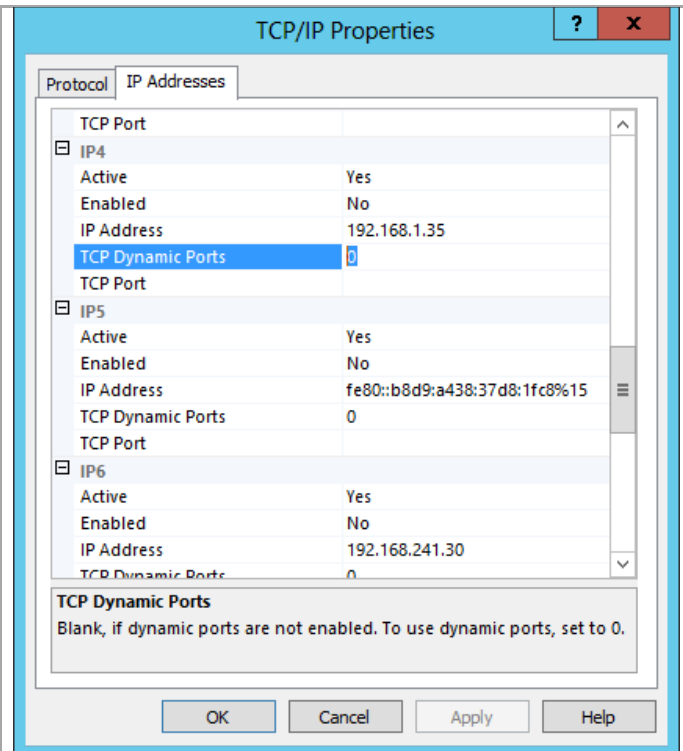 TCP/IP Properties
? x
Protocol IP Addresses
TCP Port
IP4
Active Yes
Enabled No
IP Address 192.168.1.35
TCP Dynamic Ports 0
TCP Port
IP5
Active Yes
Enabled No
IP Address fe80::b8d9:a438:37d8:1fc8%15
TCP Dynamic Ports 0
TCP Port
IP6
Active Yes
Enabled No
IP Address 192.168.241.30
TCP Dynamic Ports 0
TCP Dynamic Ports
Blank, if dynamic ports are not enabled. To use dynamic ports, set to 0.
OK Cancel Apply Help